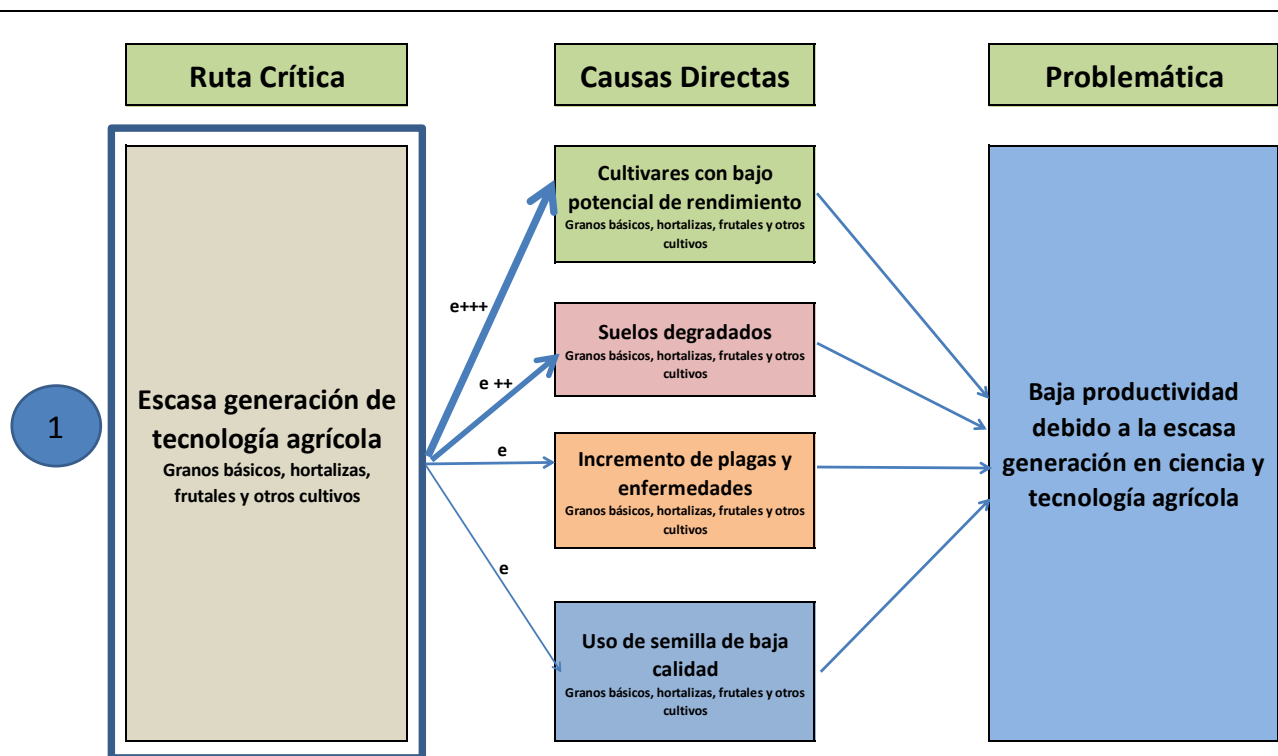 Ruta Crítica
Causas Directas
Problemática
1
Escasa generación de
tecnología agrícola
Granos básicos, hortalizas,
frutales y otros cultivos
e+++
e ++
e
e
Cultivares con bajo
potencial de rendimiento
Granos básicos, hortalizas, frutales y otros
cultivos
Suelos degradados
Granos básicos, hortalizas, frutales y otros
cultivos
Incremento de plagas y
enfermedades
Granos básicos, hortalizas, frutales y otros
cultivos
Uso de semilla de baja
calidad
Granos básicos, hortalizas, frutales y otros
cultivos
Baja productividad
debido a la escasa
generación en ciencia y
tecnología agrícola